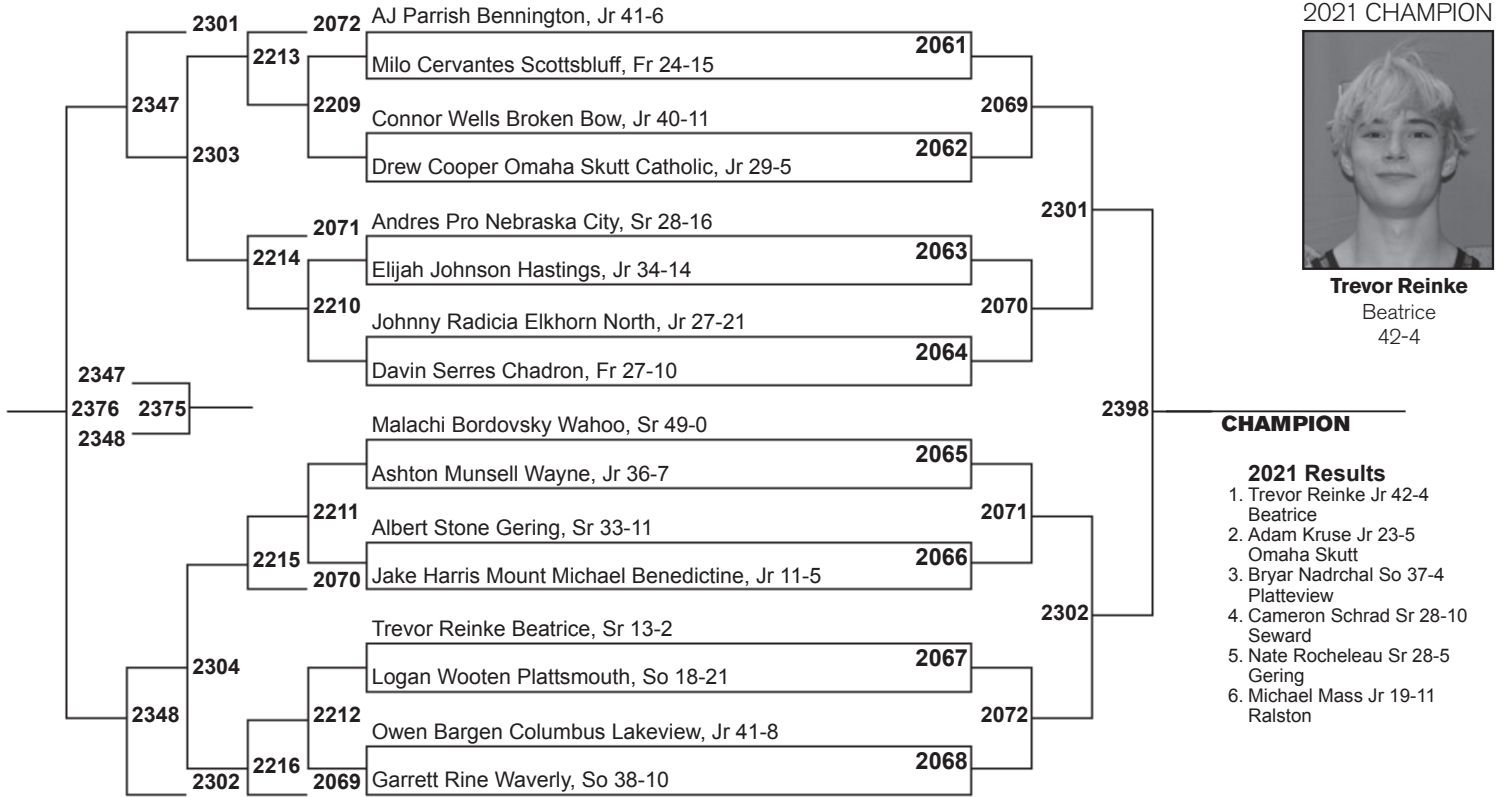 2301
2072
AJ Parrish Bennington, Jr 41-6
2061
2213
Milo Cervantes Scottsbluff, Fr 24-15
2347
2209
2069
Connor Wells Broken Bow, Jr 40-11
2062
2303
Drew Cooper Omaha Skutt Catholic, Jr 29-5
2301
2071
Andres Pro Nebraska City, Sr 28-16
2063
2214
Elijah Johnson Hastings, Jr 34-14
2210
2070
Johnny Radicia Elkhorn North, Jr 27-21
2064
Davin Serres Chadron, Fr 27-10
2347
2376
2375
2348
2398
CHAMPION
Malachi Bordovsky Wahoo, Sr 49-0
2065
Ashton Munsell Wayne, Jr 36-7
2211
2071
Albert Stone Gering, Sr 33-11
2066
2215
2070
Jake Harris Mount Michael Benedictine, Jr 11-5
2302
Trevor Reinke Beatrice, Sr 13-2
2067
2304
Logan Wooten Plattsmouth, So 18-21
2348
2212
2072
Owen Bargen Columbus Lakeview, Jr 41-8
2068
2216
2302
2069
Garrett Rine Waverly, So 38-10
2021 CHAMPION
Trevor Reinke
Beatrice
42-4
2021 Results
1. Trevor Reinke Jr 42-4
Beatrice
2. Adam Kruse Jr 23-5
Omaha Skutt
3. Bryar Nadrchal So 37-4
Platteview
4. Cameron Schrad Sr 28-10
Seward
5. Nate Rocheleau Sr 28-5
Gering
6. Michael Mass Jr 19-11
Ralston